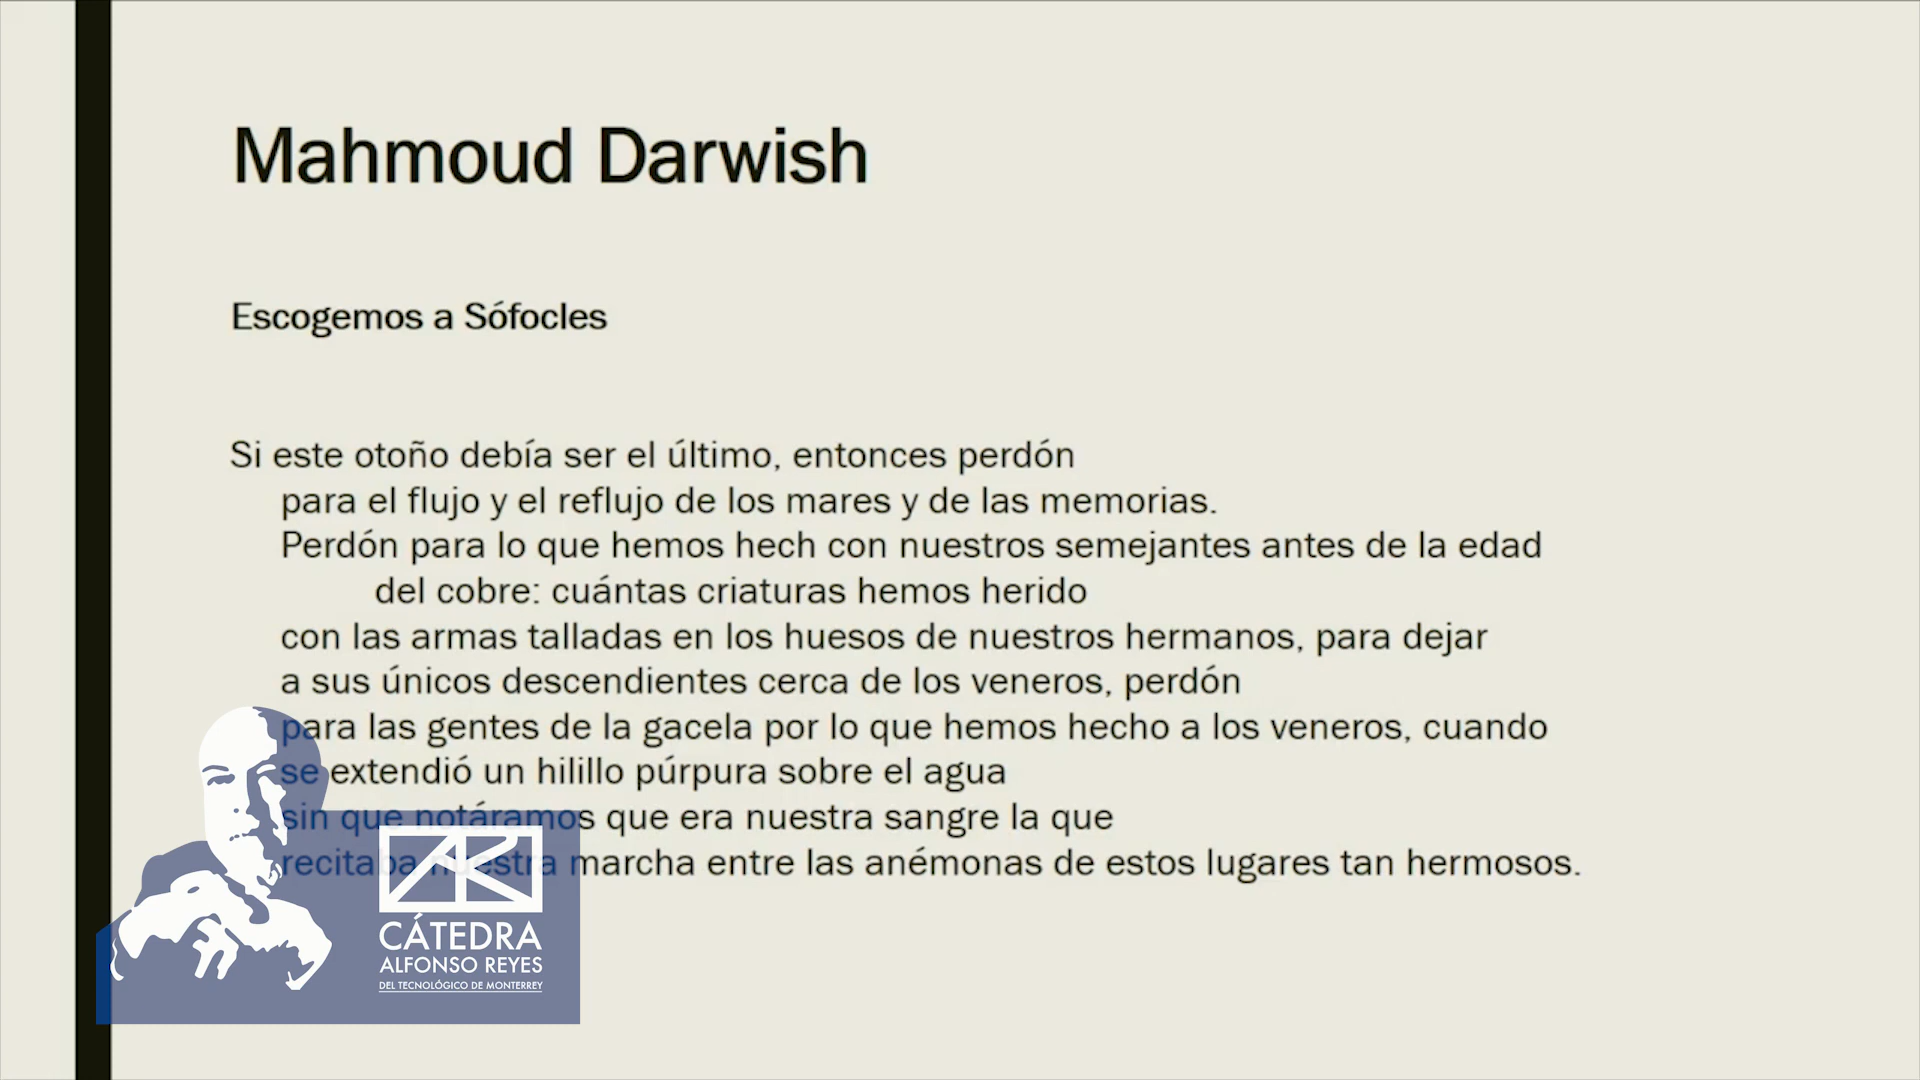 Mahmoud Darwish
Escogemos a Sófocles
Si este otoño debía ser el último, entonces perdón
para el flujo y el reflujo de los mares y de las memorias.
Perdón para lo que hemos hech con nuestros semejantes antes de la edad
del cobre: cuántas criaturas hemos herido
con las armas talladas en los huesos de nuestros hermanos, para dejar
a sus únicos descendientes cerca de los veneros, perdón
para las gentes de la gacela por lo que hemos hecho a los veneros, cuando
se extendió un hilillo púrpura sobre el agua
sin que notáramos que era nuestra sangre la que
recitaba nuestra marcha entre las anémonas de estos lugares tan hermosos.
CÁTEDRA
ALFONSO REYES
DEL TECNOLÓGICO DE MONTERREY